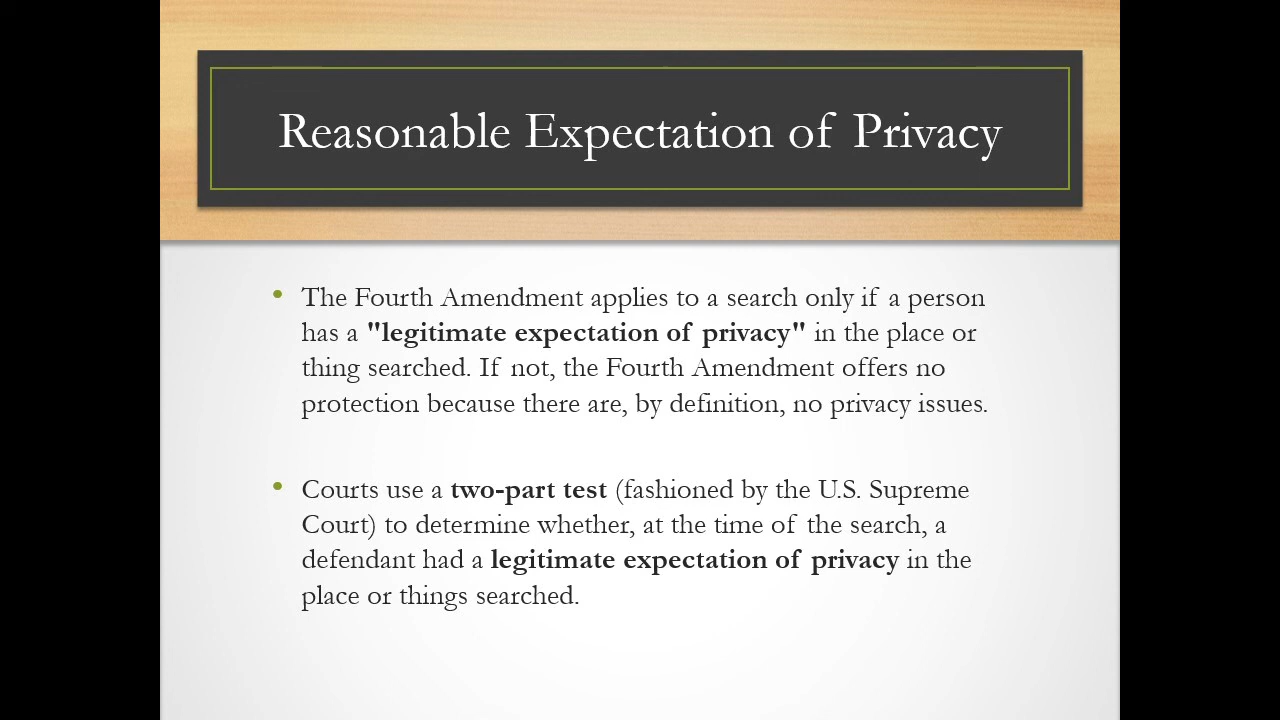 Reasonable Expectation of Privacy
• The Fourth Amendment applies to a search only if a person
has a "legitimate expectation of privacy" in the place or
thing searched. If not, the Fourth Amendment offers no
protection because there are, by definition, no privacy issues.
• Courts use a two-part test (fashioned by the U.S. Supreme
Court) to determine whether, at the time of the search, a
defendant had a legitimate expectation of privacy in the
place or things searched.